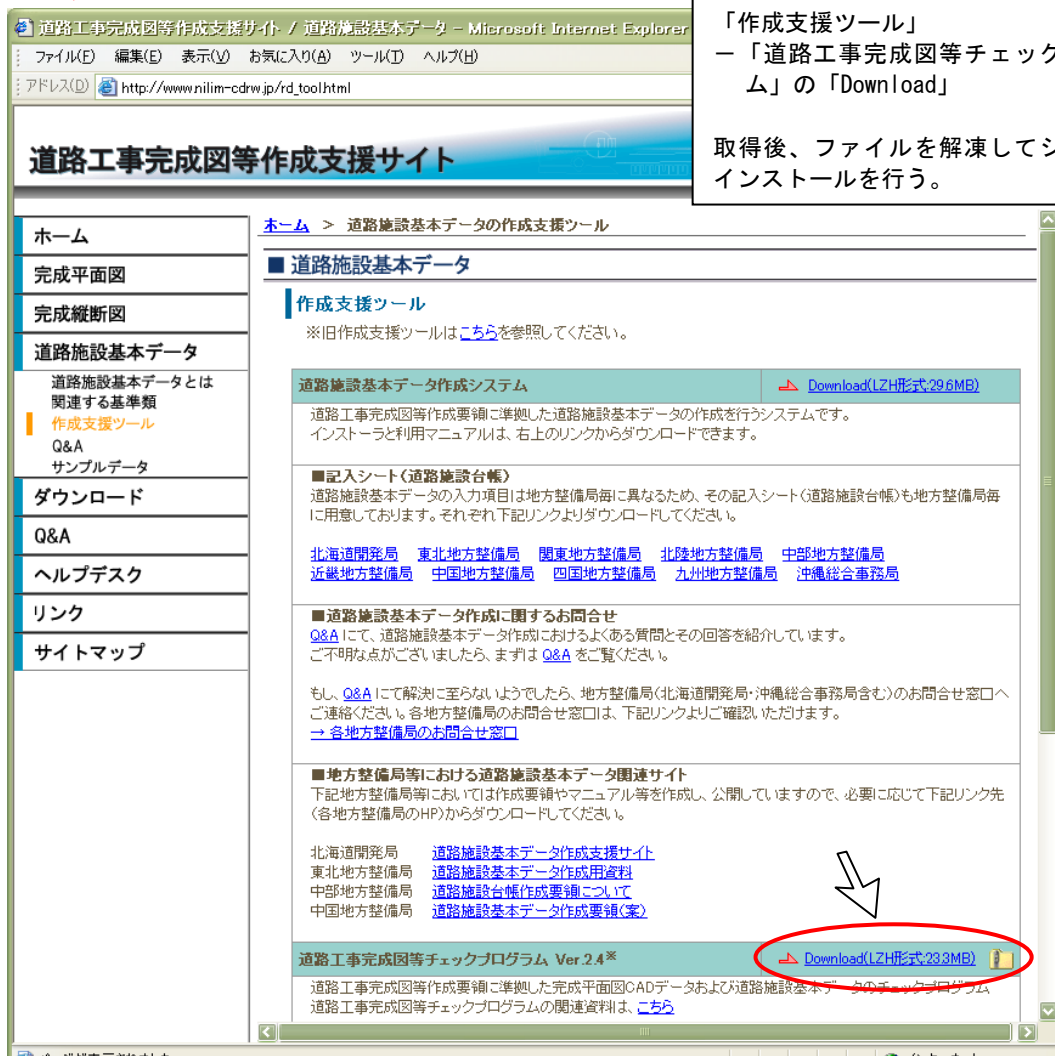 道路工事完成図等作成支援サイト / 道路施設基本データ - Microsoft Internet Explorer
ファイル(F) 編集(E) 表示(V) お気に入り(A) ツール(T) ヘルプ(H)
アドレス(D) http://www.nilim-cdrw.jp/rd_tool.html
「作成支援ツール」
－「道路工事完成図等チェック
ム」の「Download」
取得後、ファイルを解凍してシ
インストールを行う。
道路工事完成図等作成支援サイト
ホーム
完成平面図
完成縦断図
道路施設基本データ
道路施設基本データとは
関連する基準類
作成支援ツール
Q&A
サンプルデータ
ダウンロード
Q&A
ヘルプデスク
リンク
サイトマップ
ホーム > 道路施設基本データの作成支援ツール
■道路施設基本データ
作成支援ツール
※旧作成支援ツールはこちらを参照してください。
道路施設基本データ作成システム Download(LZH形式:29.6MB)
道路工事完成図等作成要領に準拠した道路施設基本データの作成を行うシステムです。
インストーラと利用マニュアルは、右上のリンクからダウンロードできます。
■記入シート（道路施設台帳）
道路施設基本データの入力項目は地方整備局毎に異なるため、その記入シート（道路施設台帳）も地方整備局毎
に用意しております。それぞれ下記リンクよりダウンロードしてください。
北海道開発局 東北地方整備局 関東地方整備局 北陸地方整備局 中部地方整備局
近畿地方整備局 中国地方整備局 四国地方整備局 九州地方整備局 沖縄総合事務局
■道路施設基本データ作成に関するお問合せ
Q&A にて、道路施設基本データ作成におけるよくある質問とその回答を紹介しています。
ご不明な点がございましたら、まずは Q&A をご覧ください。
もし、Q&A にて解決に至らないようでしたら、地方整備局（北海道開発局・沖縄総合事務局含む）のお問合せ窓口へ
ご連絡ください。各地方整備局のお問合せ窓口は、下記リンクよりご確認いただけます。
→ 各地方整備局のお問合せ窓口
■地方整備局等における道路施設基本データ関連サイト
下記地方整備局等においては作成要領やマニュアル等を作成し、公開していますので、必要に応じて下記リンク先
（各地方整備局のHP）からダウンロードしてください。
北海道開発局 道路施設基本データ作成支援サイト
東北地方整備局 道路施設基本データ作成用資料
中部地方整備局 道路施設台帳作成要領について
中国地方整備局 道路施設基本データ作成要領（案）
道路工事完成図等チェックプログラム Ver.2.4※ Download(LZH形式:23.3MB)
道路工事完成図等作成要領に準拠した完成平面図CADデータおよび道路施設基本データのチェックプログラム
道路工事完成図等チェックプログラムの関連資料は、こちら